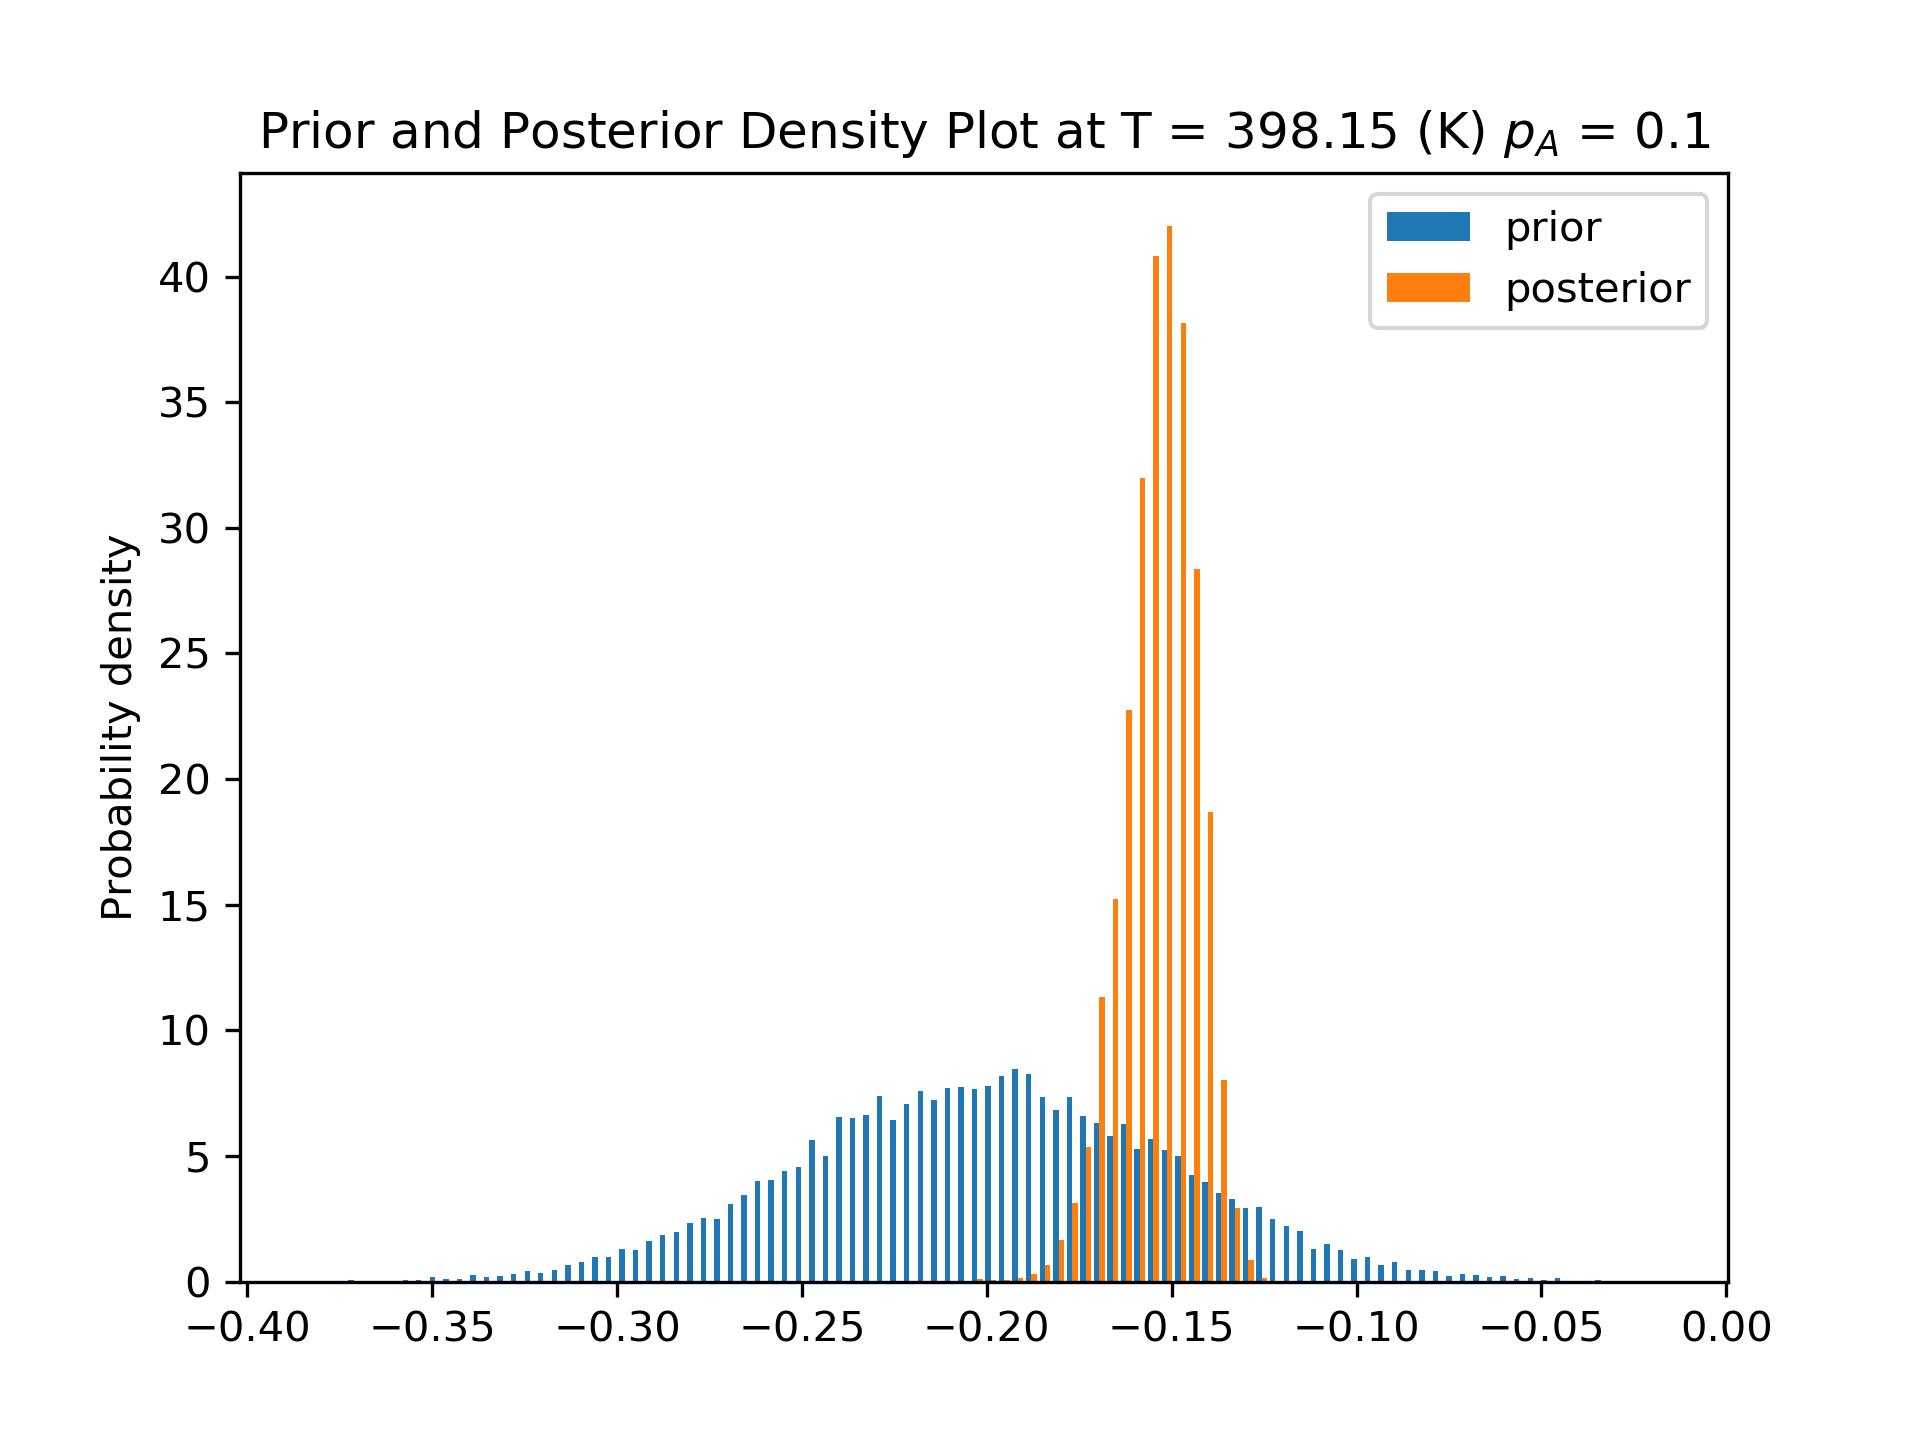 Prior and Posterior Density Plot at T = 398.15 (K) p_A = 0.1
prior
posterior
Probability density
40
35
30
25
20
15
10
5
0
−0.40 −0.35 −0.30 −0.25 −0.20 −0.15 −0.10 −0.05 0.00